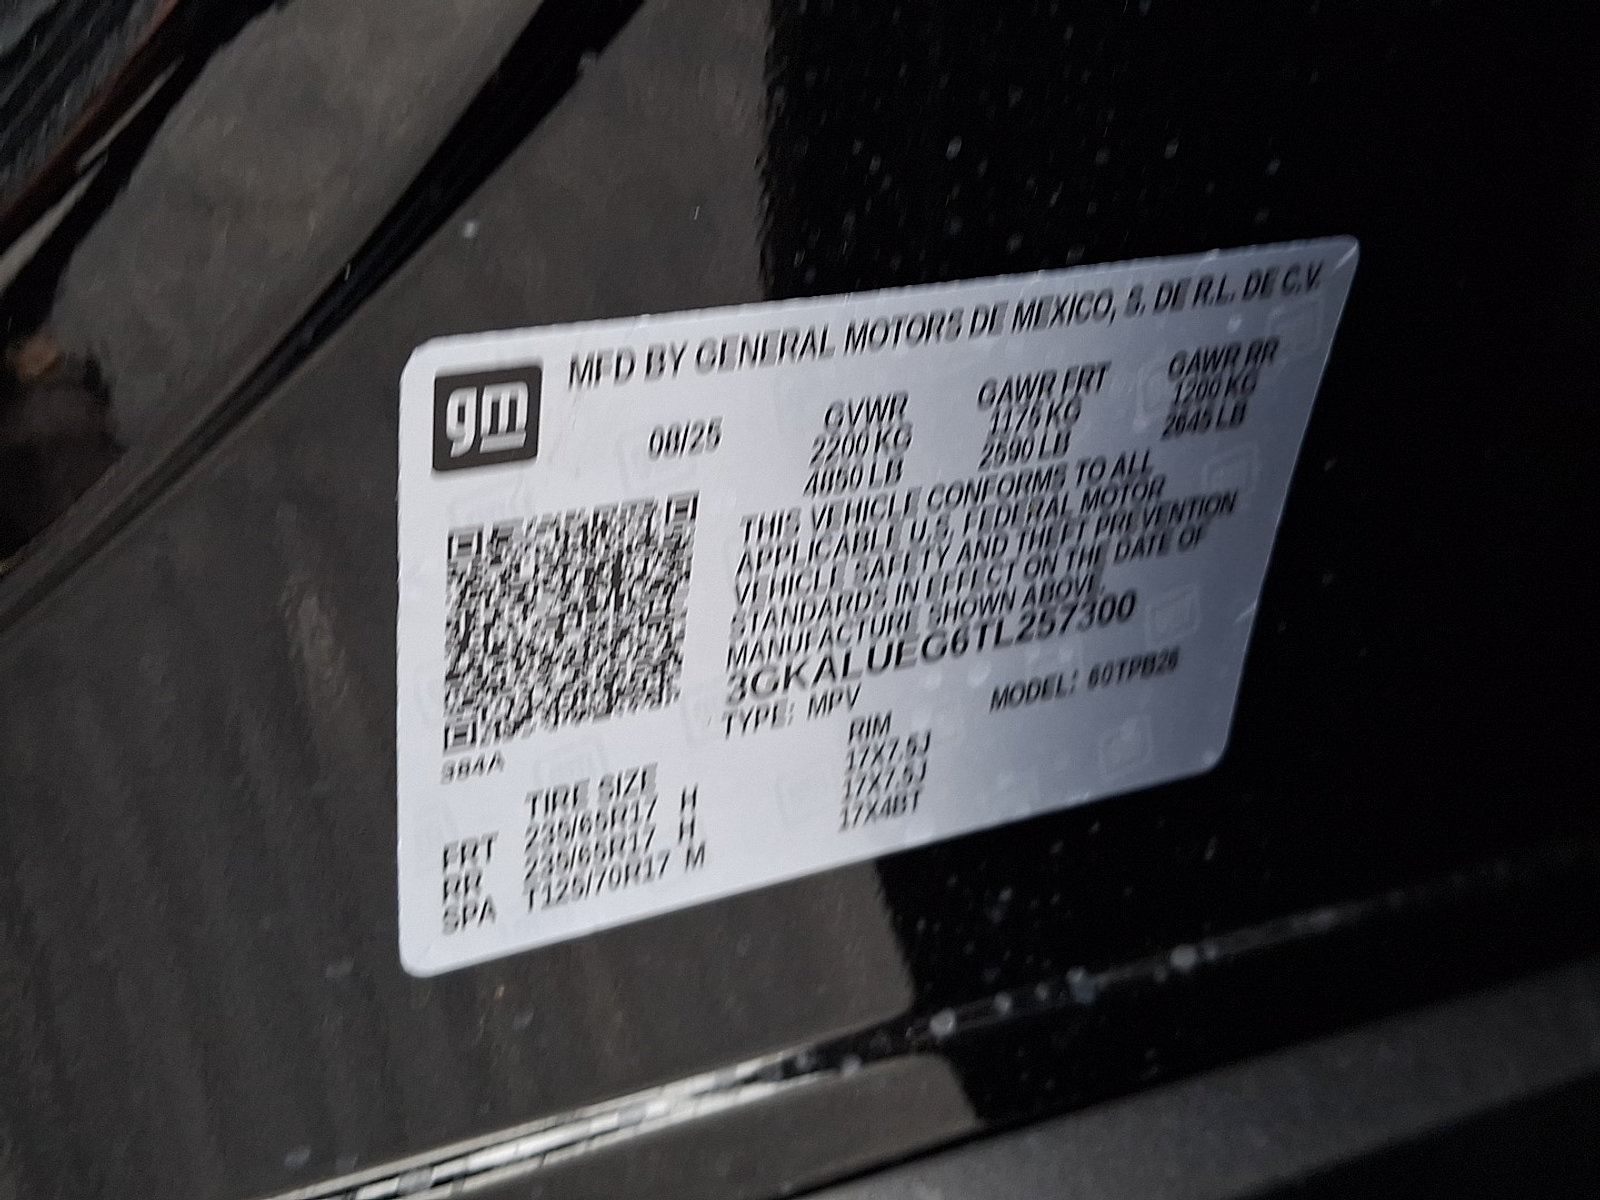 MFD BY GENERAL MOTORS DE MEXICO, S. DE R.L. DE C.V.
gm
08/25
GVWR GAWR FRT GAWR RR
2200 KG 1175 KG 1200 KG
4850 LB 2590 LB 2645 LB
THIS VEHICLE CONFORMS TO ALL
APPLICABLE U.S. FEDERAL MOTOR
VEHICLE SAFETY AND THEFT PREVENTION
STANDARDS IN EFFECT ON THE DATE OF
MANUFACTURE SHOWN ABOVE.
3GKALUEG6TL257300
TYPE: MPV MODEL: 60TPB26
984A
TIRE SIZE RIM
FRT 235/65R17 H 17X7.5J
RR 235/65R17 H 17X7.5J
SPA T125/70R17 M 17X4BT